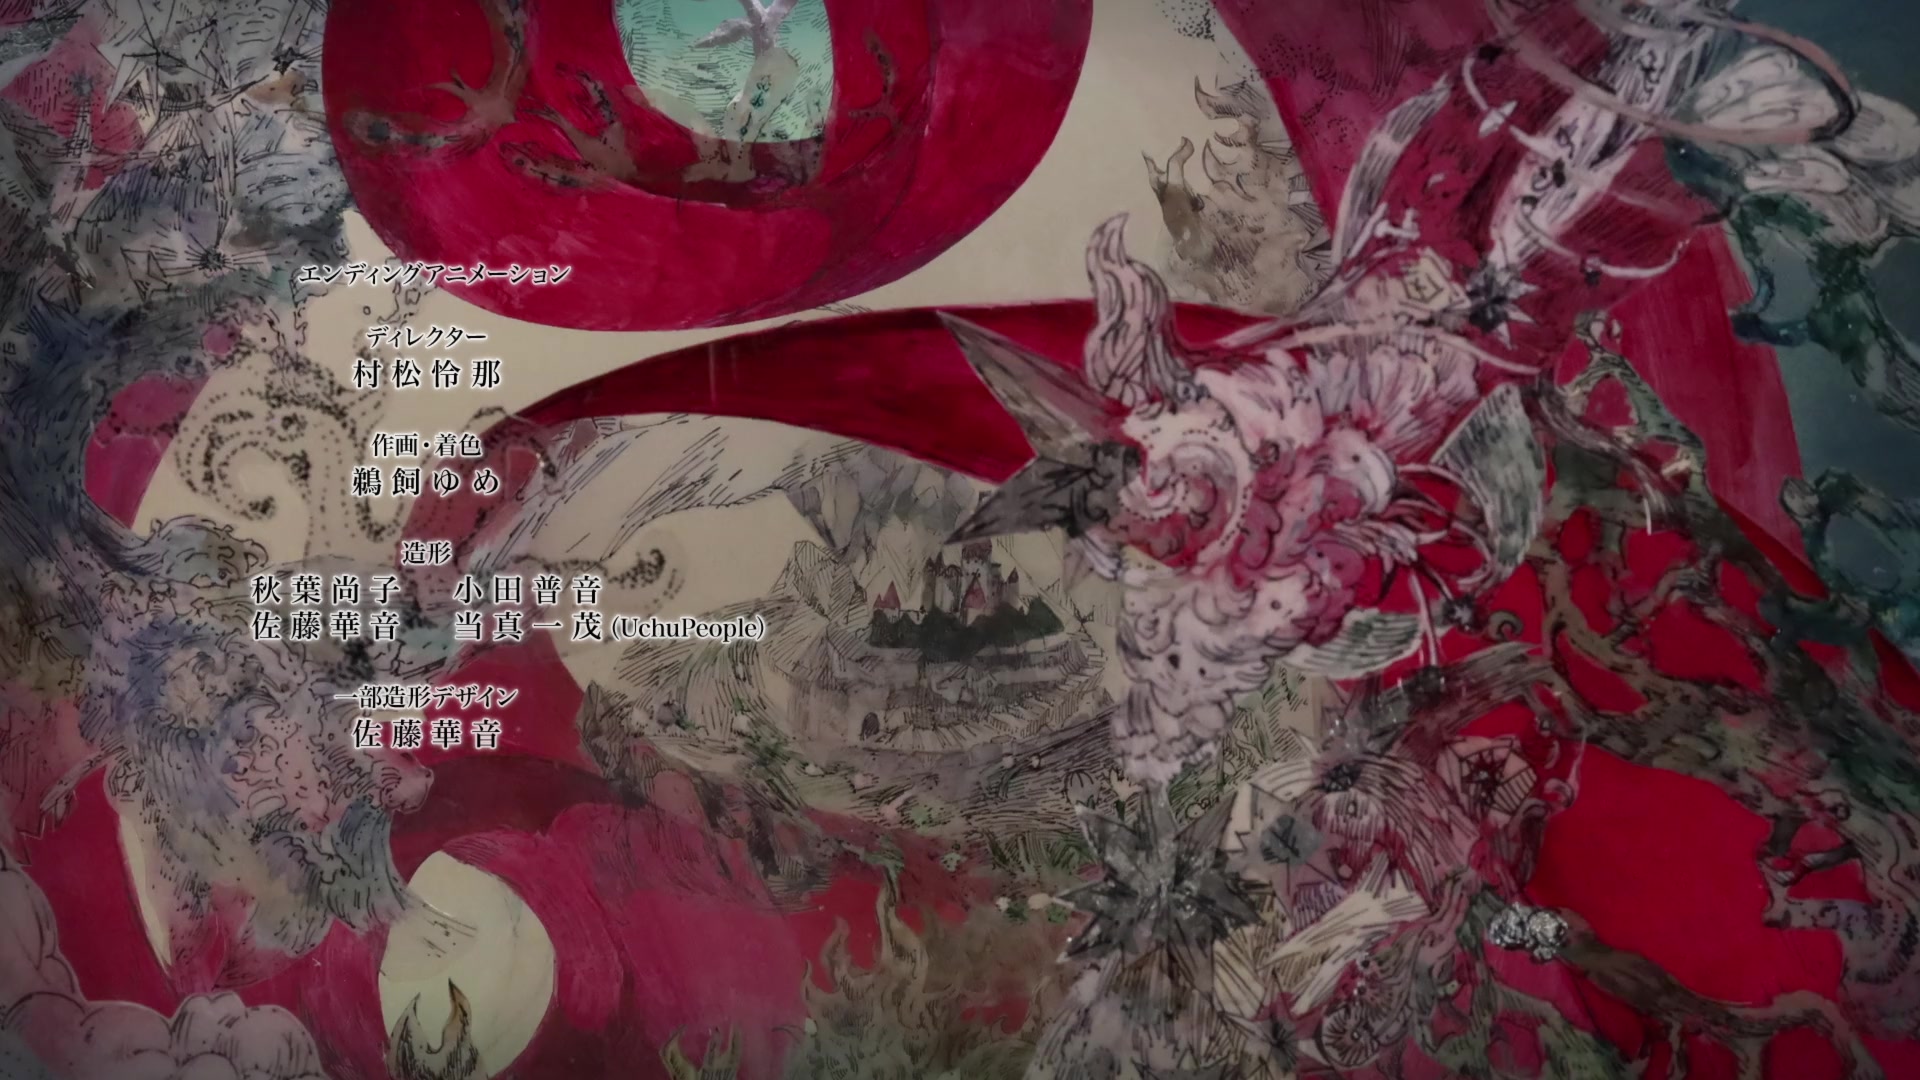 エンディングアニメーション
ディレクター
村松怜那
作画・着色
鵜飼ゆめ
造形
秋葉尚子 小田普音
佐藤華音 当真一茂(UchuPeople)
一部造形デザイン
佐藤華音